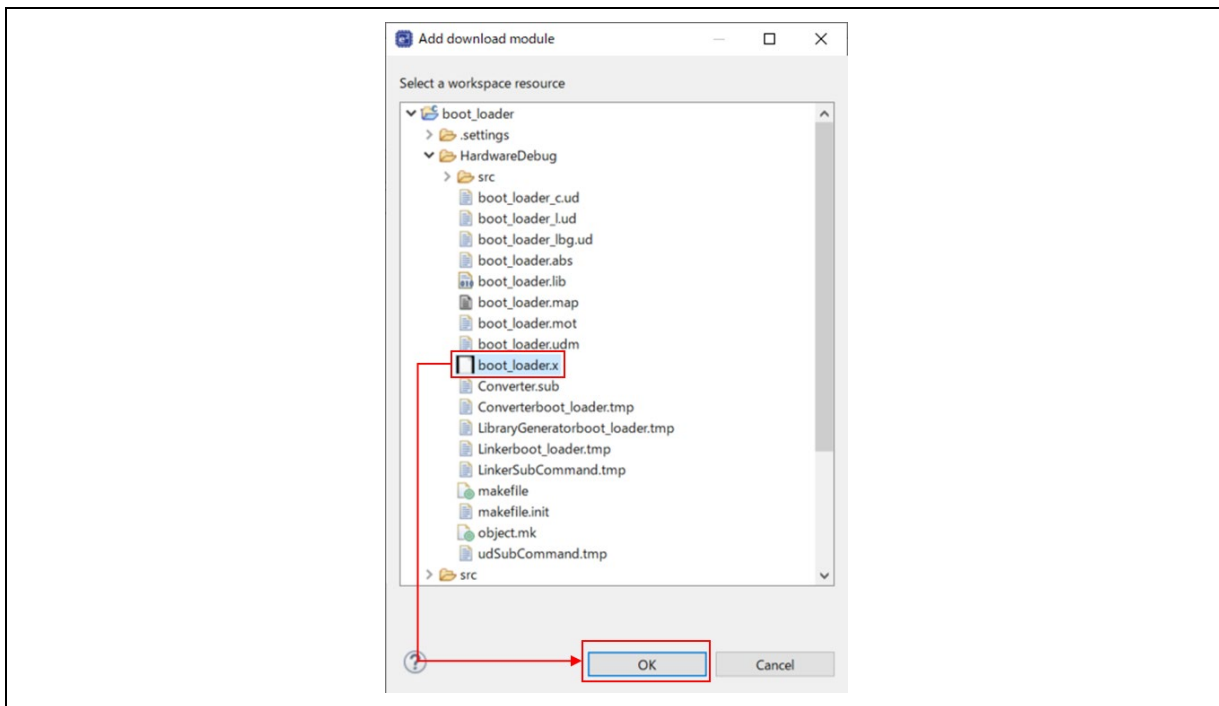 Add download module
Select a workspace resource
boot_loader
.settings
HardwareDebug
src
boot_loader_c.ud
boot_loader_l.ud
boot_loader_lbg.ud
boot_loader.abs
boot_loader.lib
boot_loader.map
boot_loader.mot
boot_loader.udm
boot_loader.x
Converter.sub
Converterboot_loader.tmp
LibraryGeneratorboot_loader.tmp
Linkerboot_loader.tmp
LinkerSubCommand.tmp
makefile
makefile.init
object.mk
udSubCommand.tmp
src
?
OK Cancel